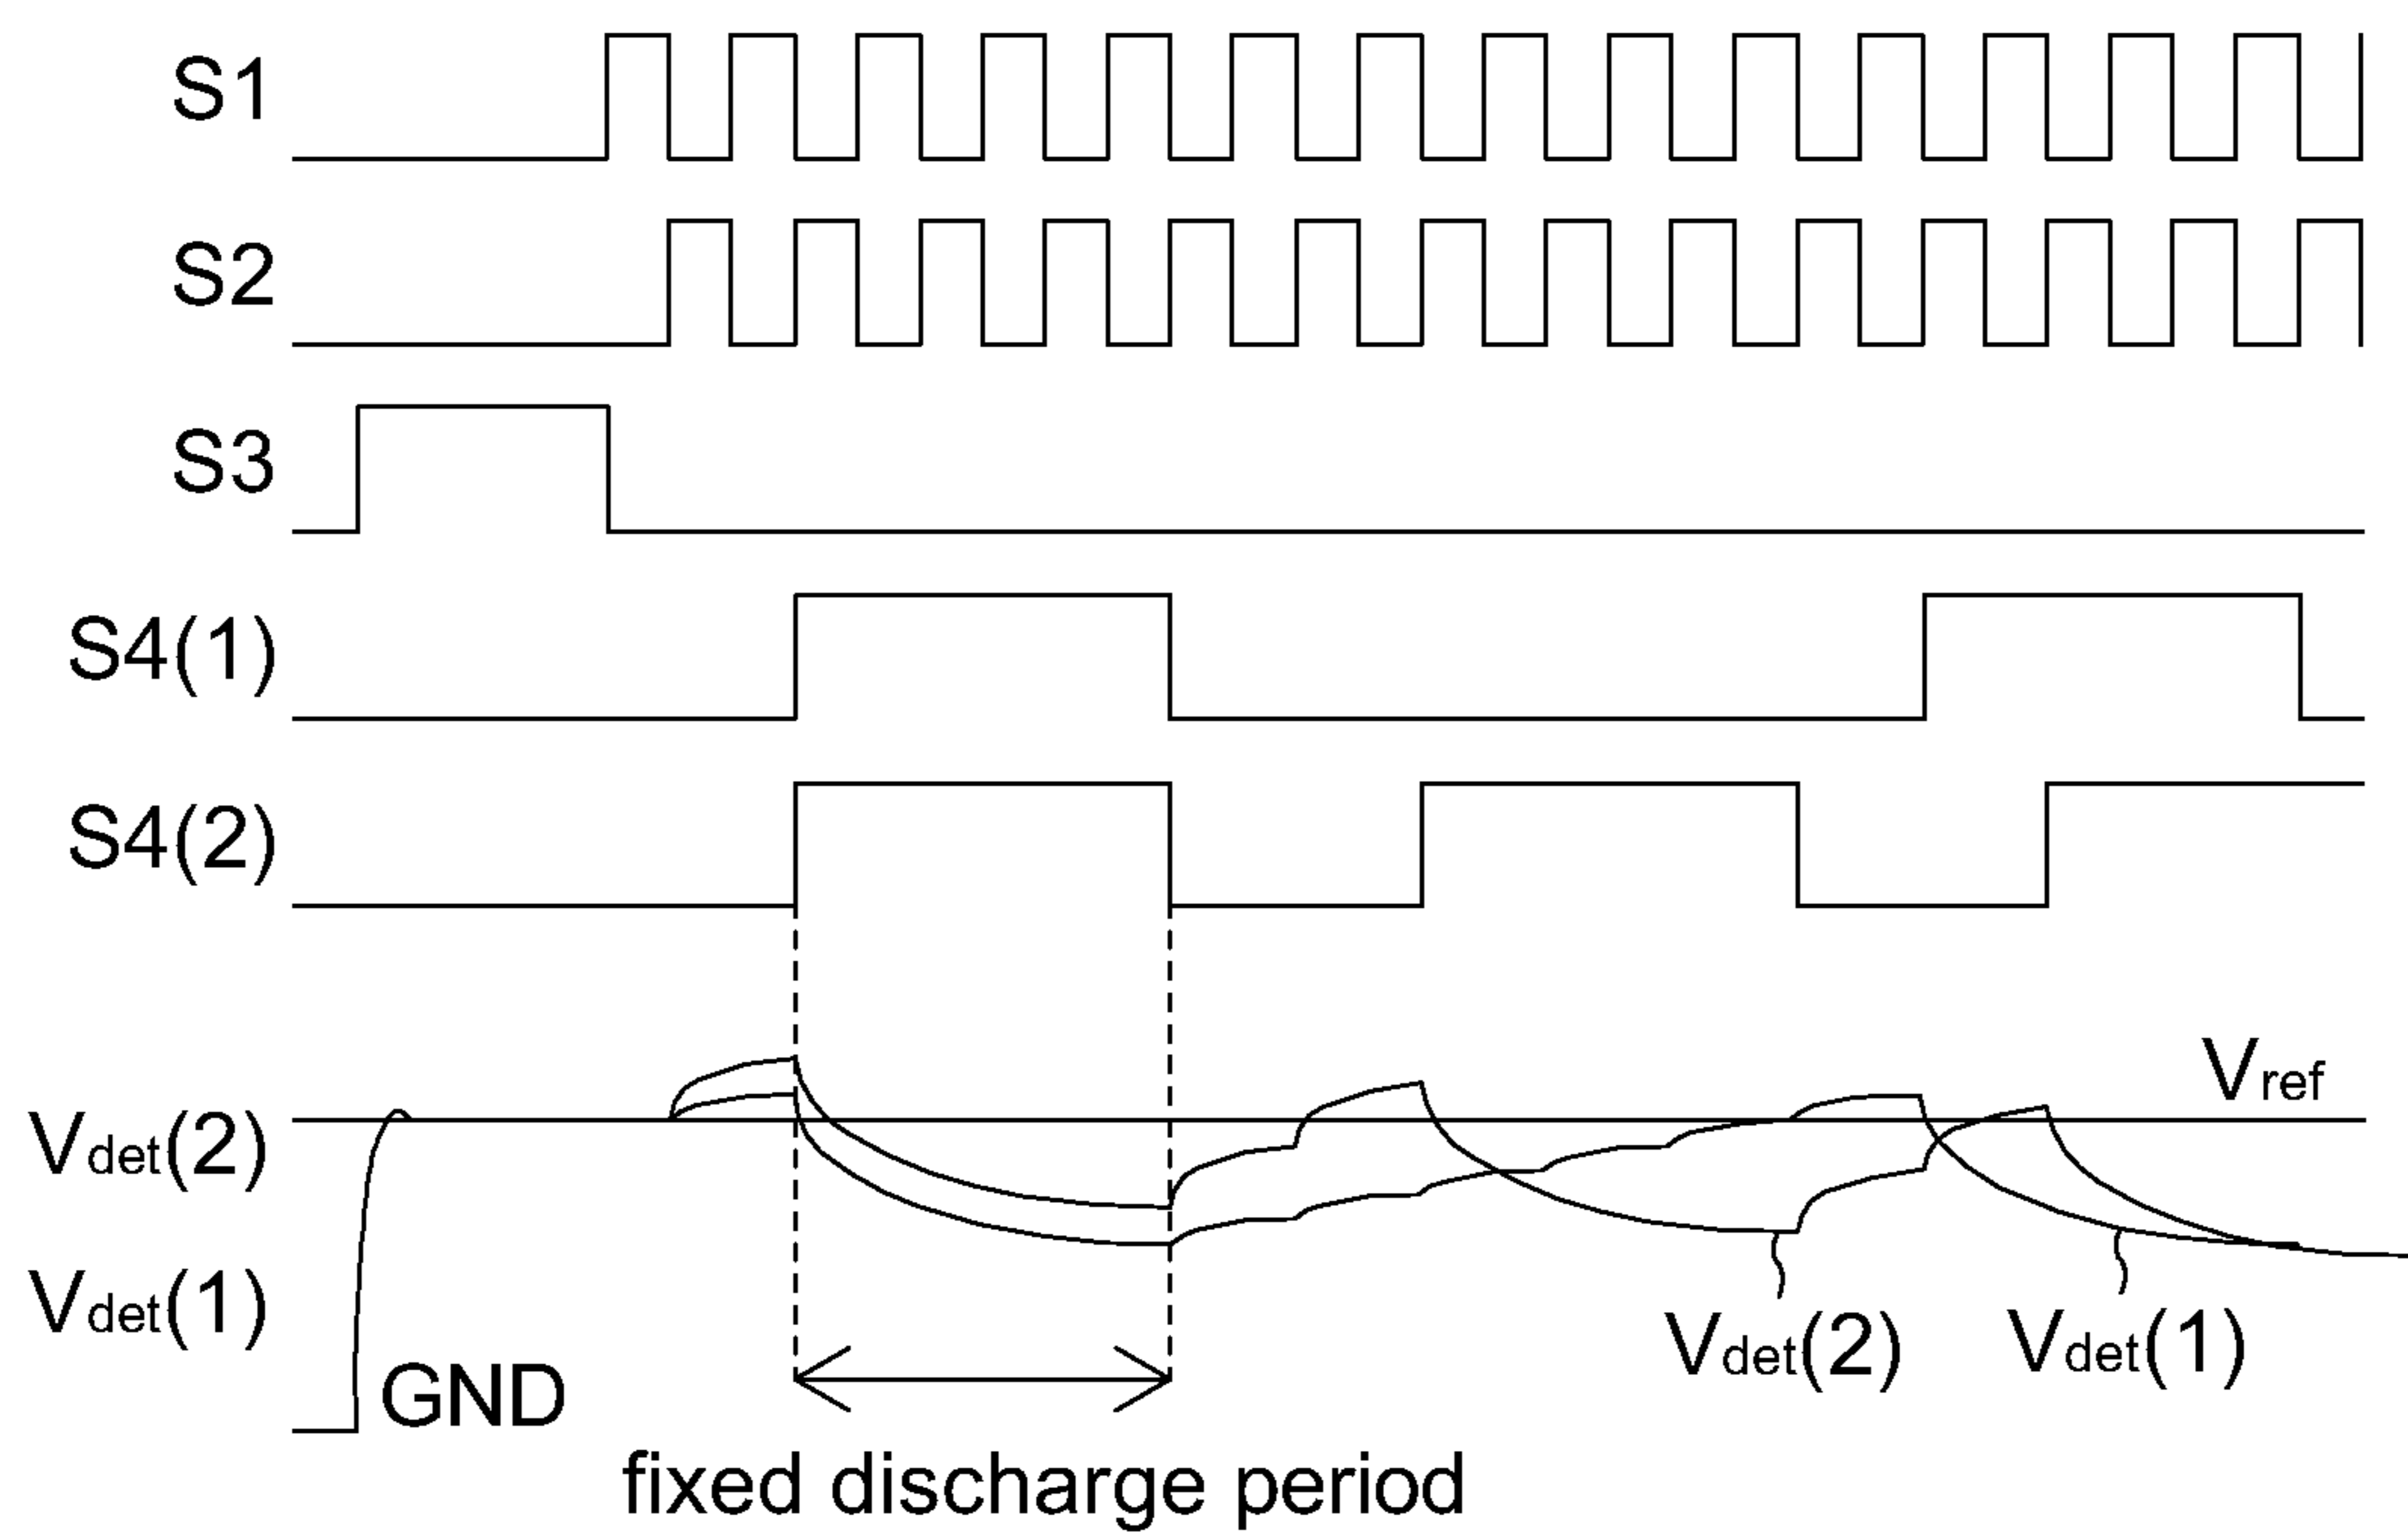 S1
S2
S3
S4(1)
S4(2)
Vref
Vdet(2)
Vdet(1)
GND
Vdet(2) Vdet(1)
fixed discharge period